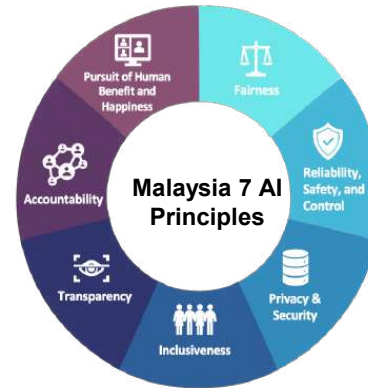 Malaysia 7 AI
Principles
Fairness
Reliability,
Safety, and
Control
Privacy &
Security
Inclusiveness
Transparency
Accountability
Pursuit of Human
Benefit and
Happiness